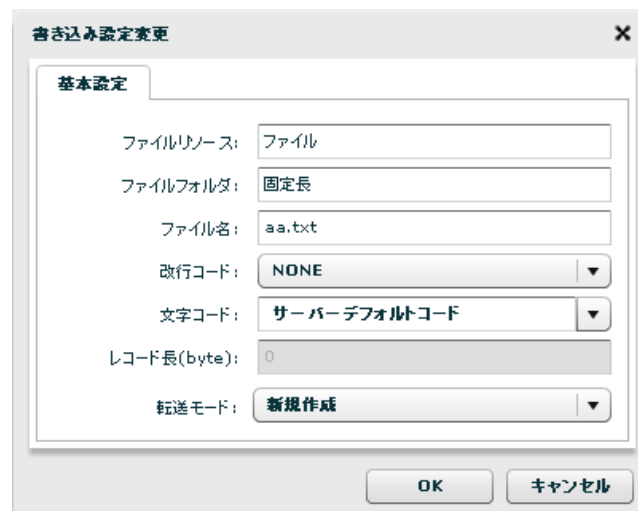 書き込み設定変更
基本設定
ファイルリソース: ファイル
ファイルフォルダ: 固定長
ファイル名: aa.txt
改行コード: NONE
文字コード: サーバーデフォルトコード
レコード長(byte): 0
転送モード: 新規作成
OK キャンセル